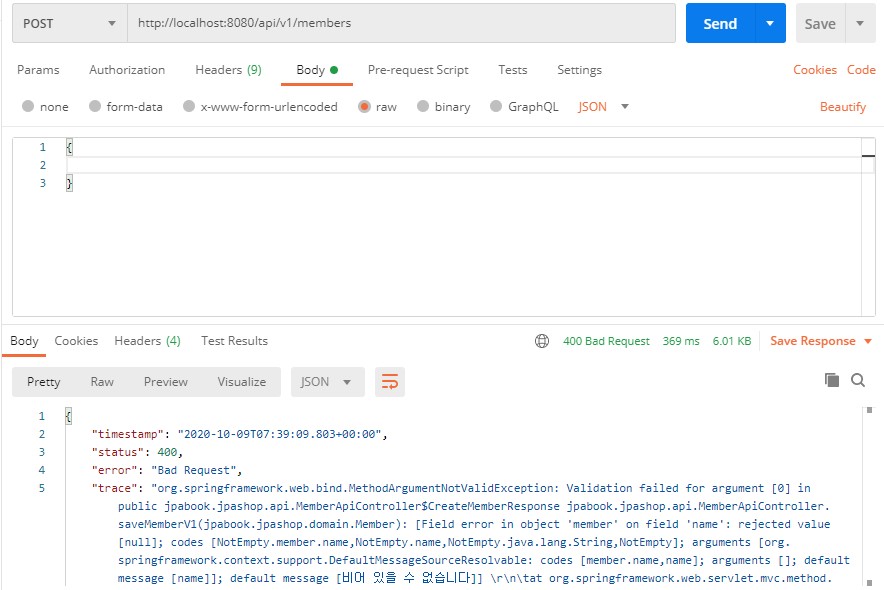 POST http://localhost:8080/api/v1/members Send Save
Params Authorization Headers (9) Body Pre-request Script Tests Settings Cookies Code
none form-data x-www-form-urlencoded raw binary GraphQL JSON Beautify
1 {
2
3 }
Body Cookies Headers (4) Test Results 400 Bad Request 369 ms 6.01 KB Save Response
Pretty Raw Preview Visualize JSON
1 {
2 "timestamp": "2020-10-09T07:39:09.803+00:00",
3 "status": 400,
4 "error": "Bad Request",
5 "trace": "org.springframework.web.bind.MethodArgumentNotValidException: Validation failed for argument [0] in
public jpabook.jpashop.api.MemberApiController$CreateMemberResponse jpabook.jpashop.api.MemberApiController.
saveMemberV1(jpabook.jpashop.domain.Member): [Field error in object 'member' on field 'name': rejected value
[null]; codes [NotEmpty.member.name,NotEmpty.name,NotEmpty.java.lang.String,NotEmpty]; arguments [org.
springframework.context.support.DefaultMessageSourceResolvable: codes [member.name,name]; arguments []; default
message [name]]; default message [비어 있을 수 없습니다]] \r\n\tat org.springframework.web.servlet.mvc.method.